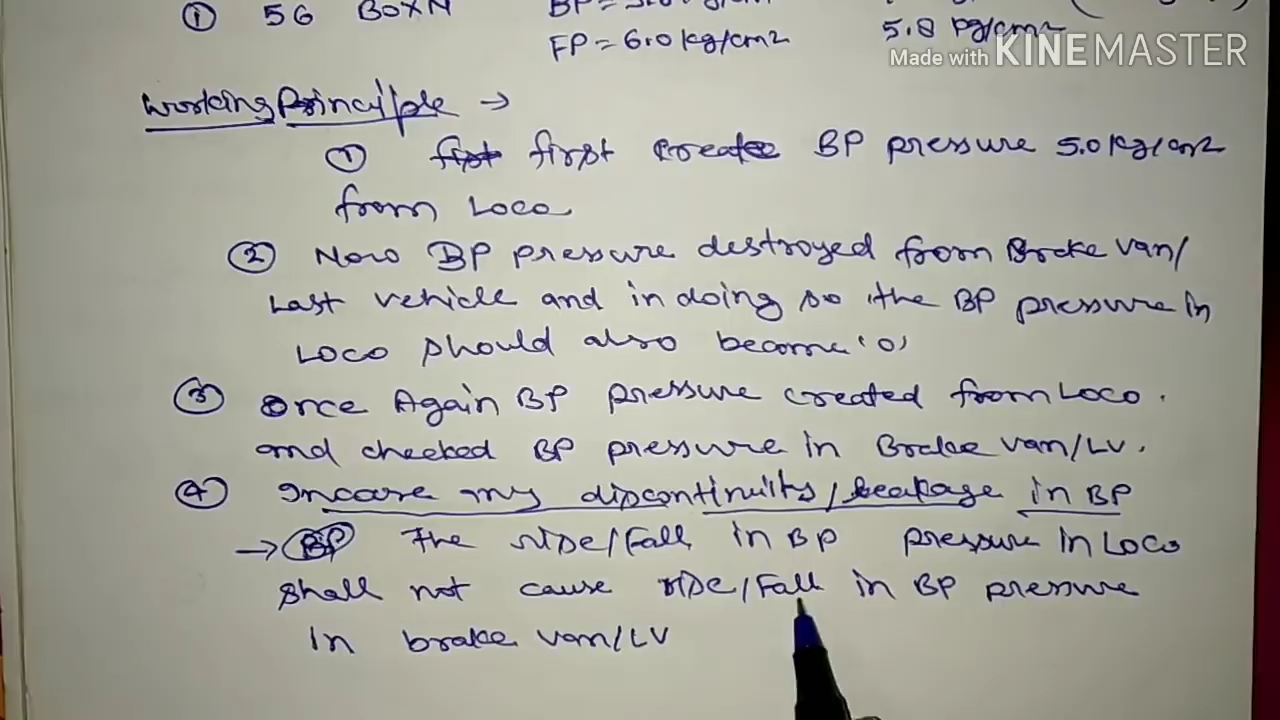 ① 56 BOXN
FP = 6.0 kg/cm2 5.8 kg/cm2
Made with KINEMASTER
Working Principle →
① first create BP pressure 5.0 kg/cm2
from Loco
② Now BP pressure destroyed from Brake van/
Last vehicle and in doing so the BP pressure in
Loco should also become '0'
③ Once Again BP pressure created from Loco.
and checked BP pressure in Brake van/LV.
④ Incase any discontinuity/leakage in BP
→ BP The rise/Fall in BP pressure in Loco
shall not cause rise/Fall in BP pressure
in brake van/LV